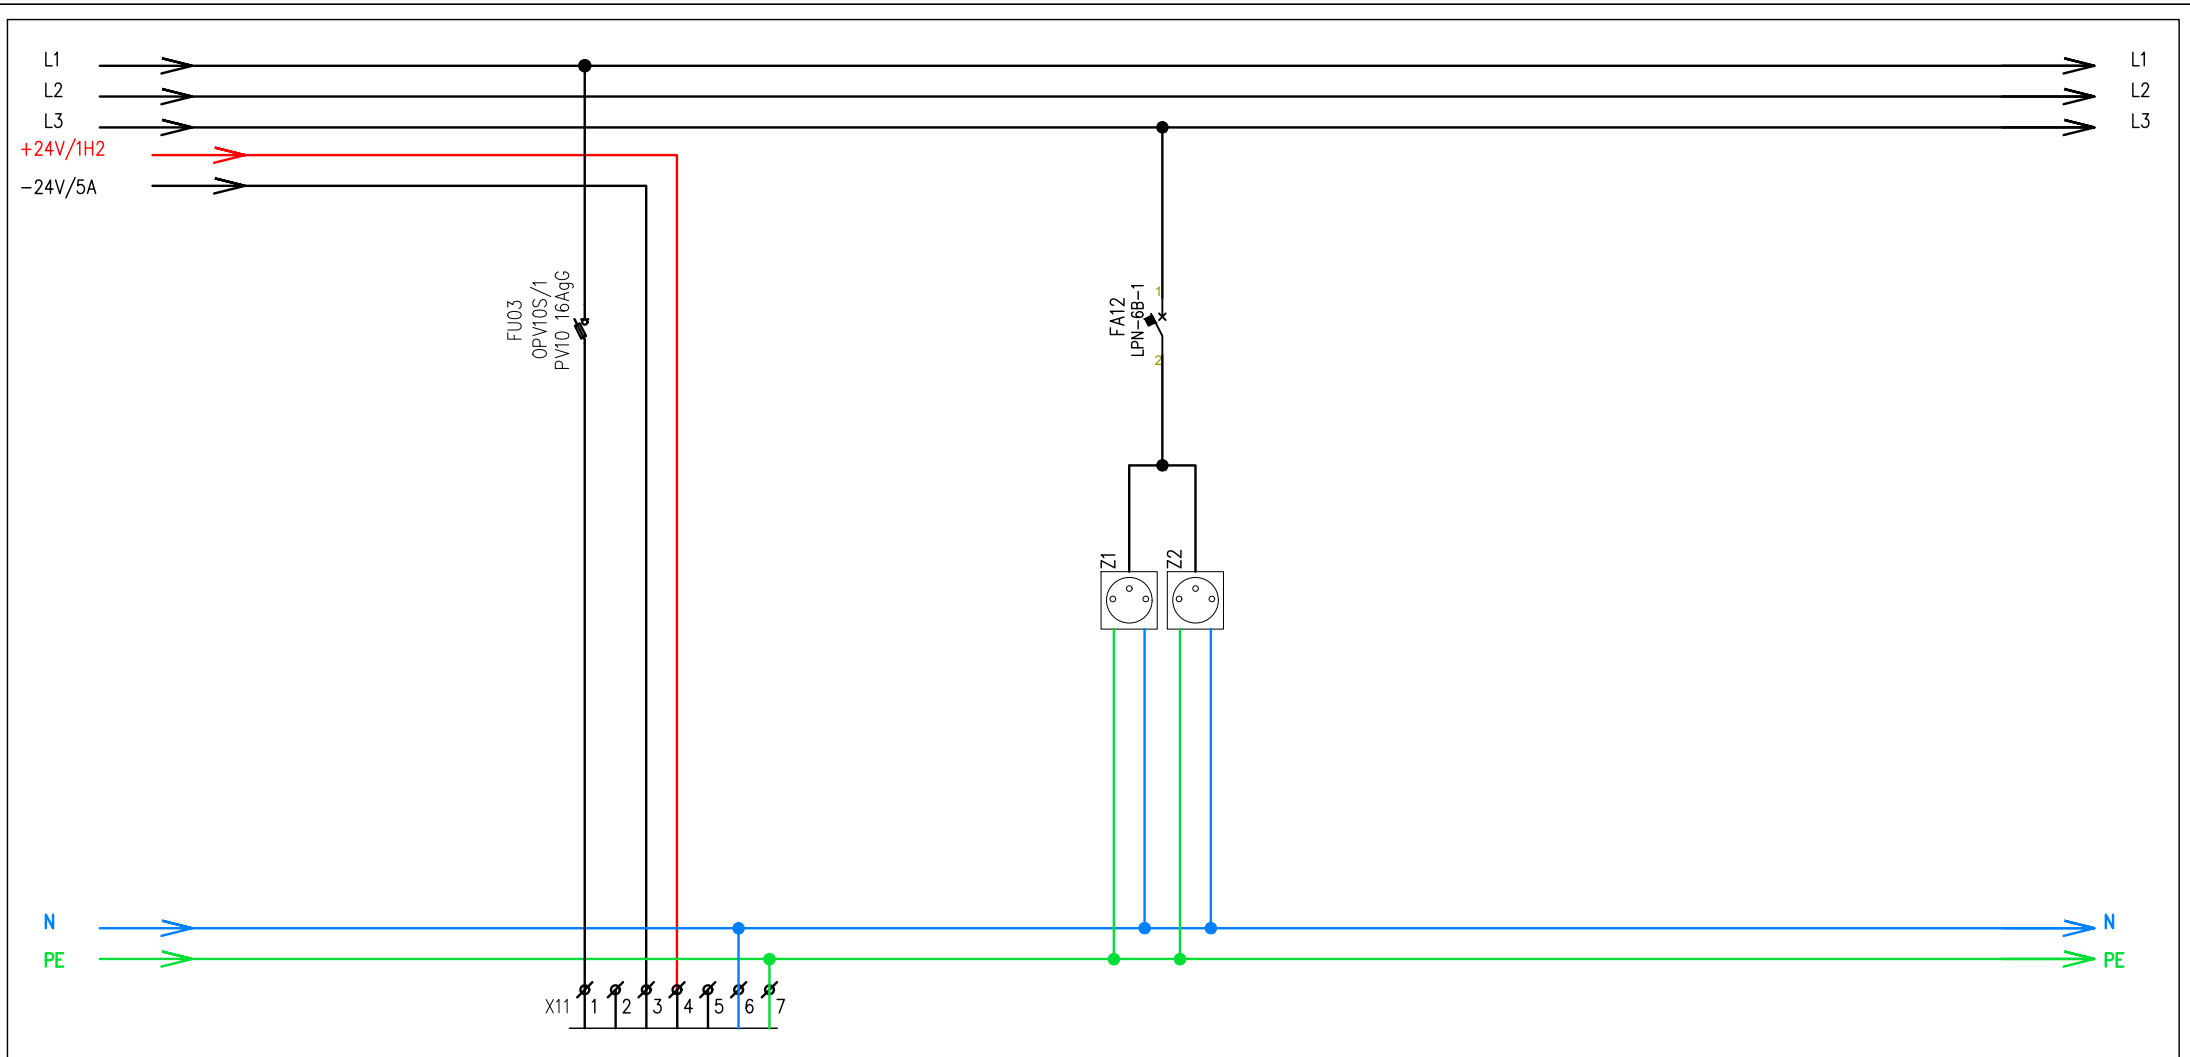 L1
L1
L2
L2
L3
L3
+24V/1H2
-24V/5A
FU03
OPV10S/1
PV10 16AgG
FA12
LPN-6B-1
1
2
Z1
Z2
N
N
PE
PE
X11 1 2 3 4 5 6 7